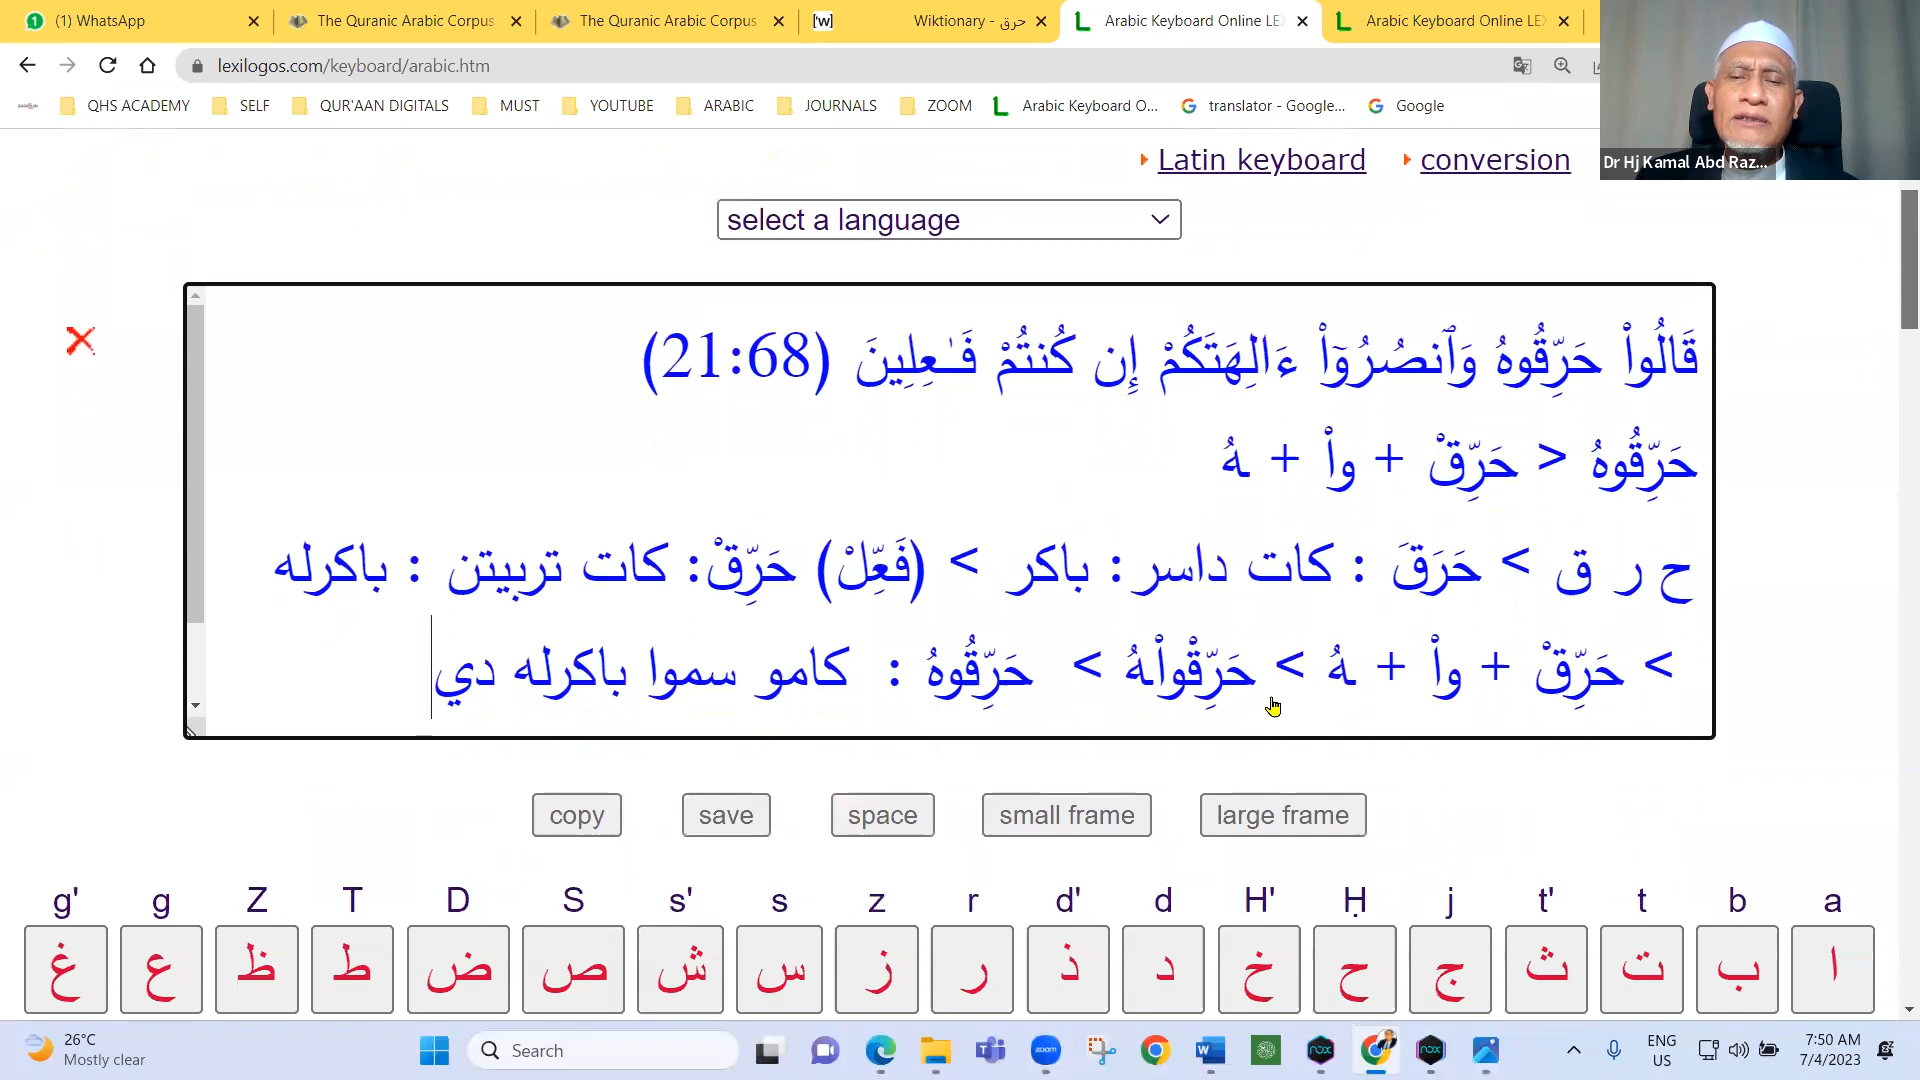 (1) WhatsApp
The Quranic Arabic Corpus
The Quranic Arabic Corpus
Wiktionary - حرق
Arabic Keyboard Online LE
Arabic Keyboard Online LE
lexilogos.com/keyboard/arabic.htm
QHS ACADEMY SELF QUR'AAN DIGITALS MUST YOUTUBE ARABIC JOURNALS ZOOM Arabic Keyboard O... translator - Google... Google
Latin keyboard conversion
Dr Hj Kamal Abd Raz...
select a language
قَالُوا۟ حَرِّقُوهُ وَٱنصُرُوٓا۟ ءَالِهَتَكُمْ إِن كُنتُمْ فَـٰعِلِينَ (21:68)
حَرِّقُوهُ < حَرِّقْ + وا۟ + هُ
ح ر ق > حَرَقَ : كات داسر : باكر > (فَعِّلْ) حَرِّقْ: كات تربيتن : باكرله
> حَرِّقْ + وا۟ + هُ > حَرِّقْوا۟هُ > حَرِّقُوهُ : كامو سموا باكرله دي
copy save space small frame large frame
g' g Z T D S s' s z r d' d H' Ḥ j t' t b a
غ ع ظ ط ض ص ش س ز ر ذ د خ ح ج ث ت ب ا
26°C
Mostly clear
Search
zoom
ENG
US
7:50 AM
7/4/2023